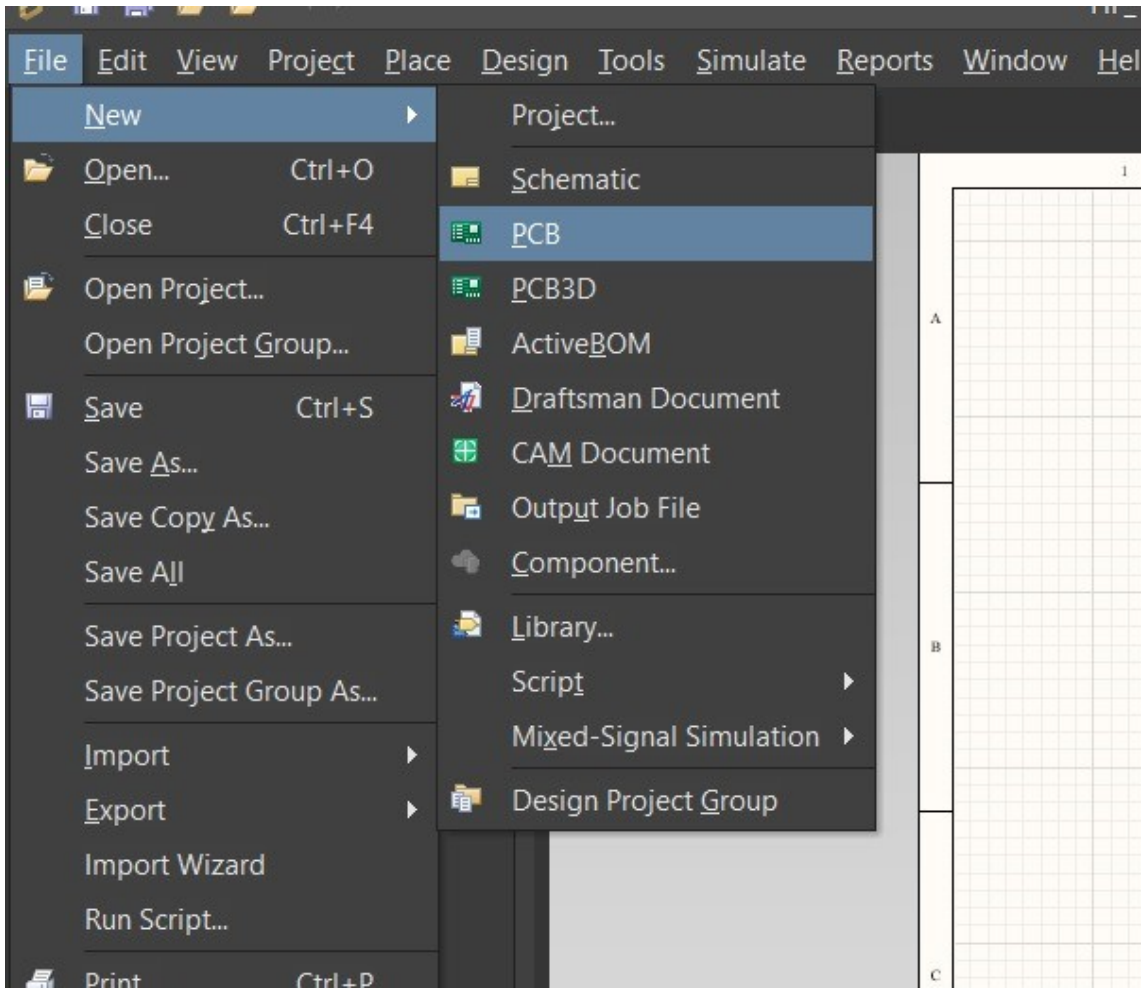 File Edit View Project Place Design Tools Simulate Reports Window
New
Open... Ctrl+O
Close Ctrl+F4
Open Project...
Open Project Group...
Save Ctrl+S
Save As...
Save Copy As...
Save All
Save Project As...
Save Project Group As...
Import
Export
Import Wizard
Run Script...
Print Ctrl+P
Project...
Schematic
PCB
PCB3D
ActiveBOM
Draftsman Document
CAM Document
Output Job File
Component...
Library...
Script
Mixed-Signal Simulation
Design Project Group
1
A
B
C